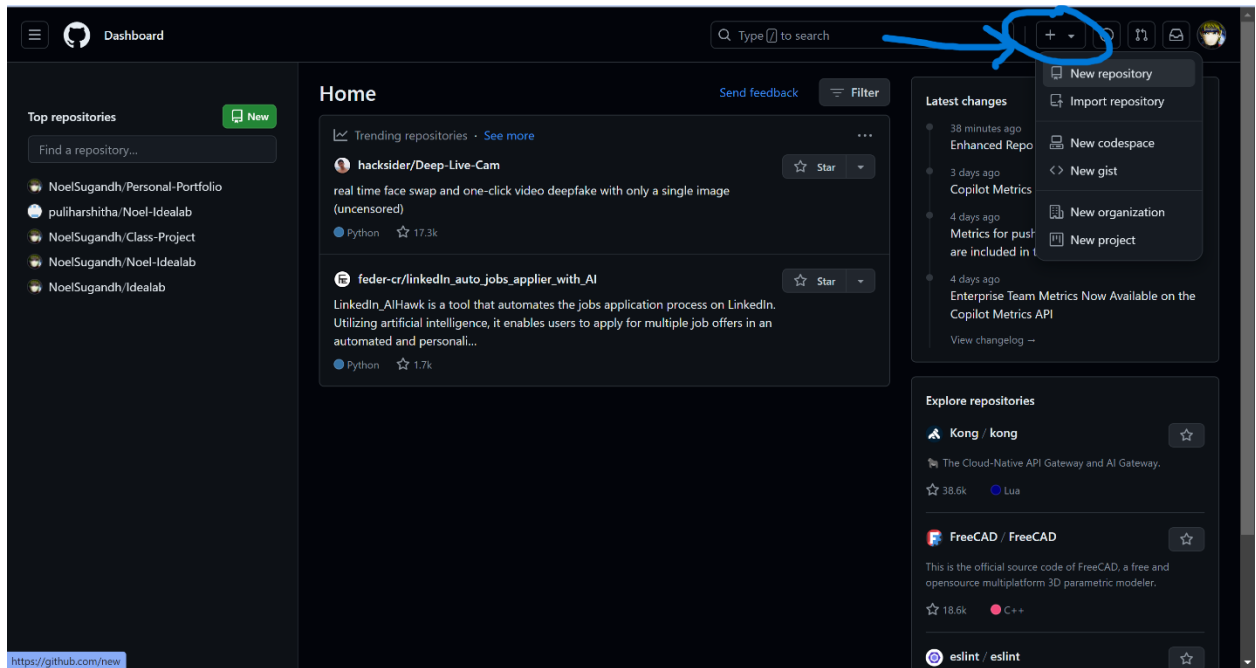 Dashboard
Type / to search
New repository
Import repository
New codespace
New gist
New organization
New project
Top repositories
New
Find a repository...
NoelSugandh/Personal-Portfolio
puliharshitha/Noel-Idealab
NoelSugandh/Class-Project
NoelSugandh/Noel-Idealab
NoelSugandh/Idealab
Home
Send feedback
Filter
Trending repositories · See more
hacksider/Deep-Live-Cam
Star
real time face swap and one-click video deepfake with only a single image
(uncensored)
Python 17.3k
feder-cr/linkedIn_auto_jobs_applier_with_AI
Star
LinkedIn_AIHawk is a tool that automates the jobs application process on LinkedIn.
Utilizing artificial intelligence, it enables users to apply for multiple job offers in an
automated and personali...
Python 1.7k
Latest changes
38 minutes ago
Enhanced Repo
3 days ago
Copilot Metrics
4 days ago
Metrics for push
are included in
4 days ago
Enterprise Team Metrics Now Available on the
Copilot Metrics API
View changelog →
Explore repositories
Kong / kong
The Cloud-Native API Gateway and AI Gateway.
38.6k Lua
FreeCAD / FreeCAD
This is the official source code of FreeCAD, a free and
opensource multiplatform 3D parametric modeler.
18.6k C++
eslint / eslint
https://github.com/new